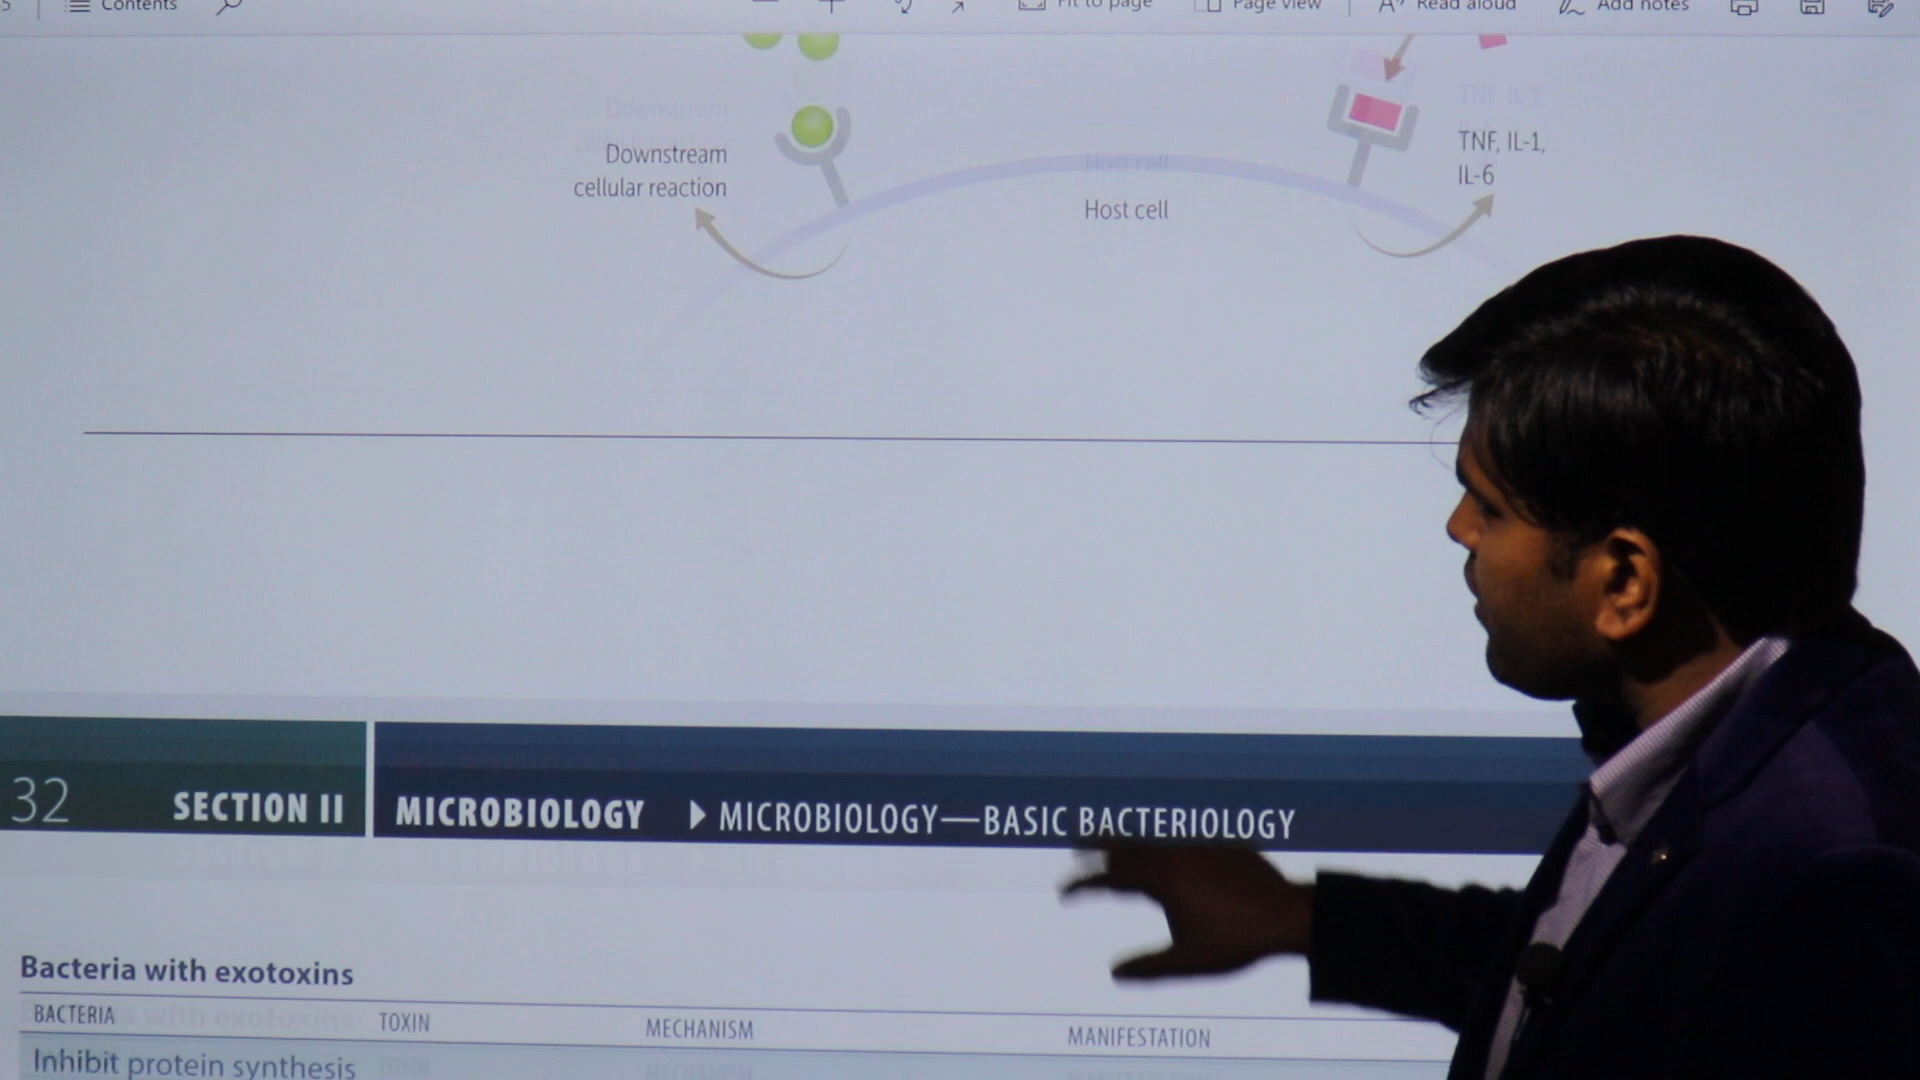 Contents
Fit to page
Page view
Read aloud
Add notes
Downstream
cellular reaction
Host cell
TNF, IL-1,
IL-6
32 SECTION II MICROBIOLOGY ▶ MICROBIOLOGY—BASIC BACTERIOLOGY
Bacteria with exotoxins
BACTERIA TOXIN MECHANISM MANIFESTATION
Inhibit protein synthesis